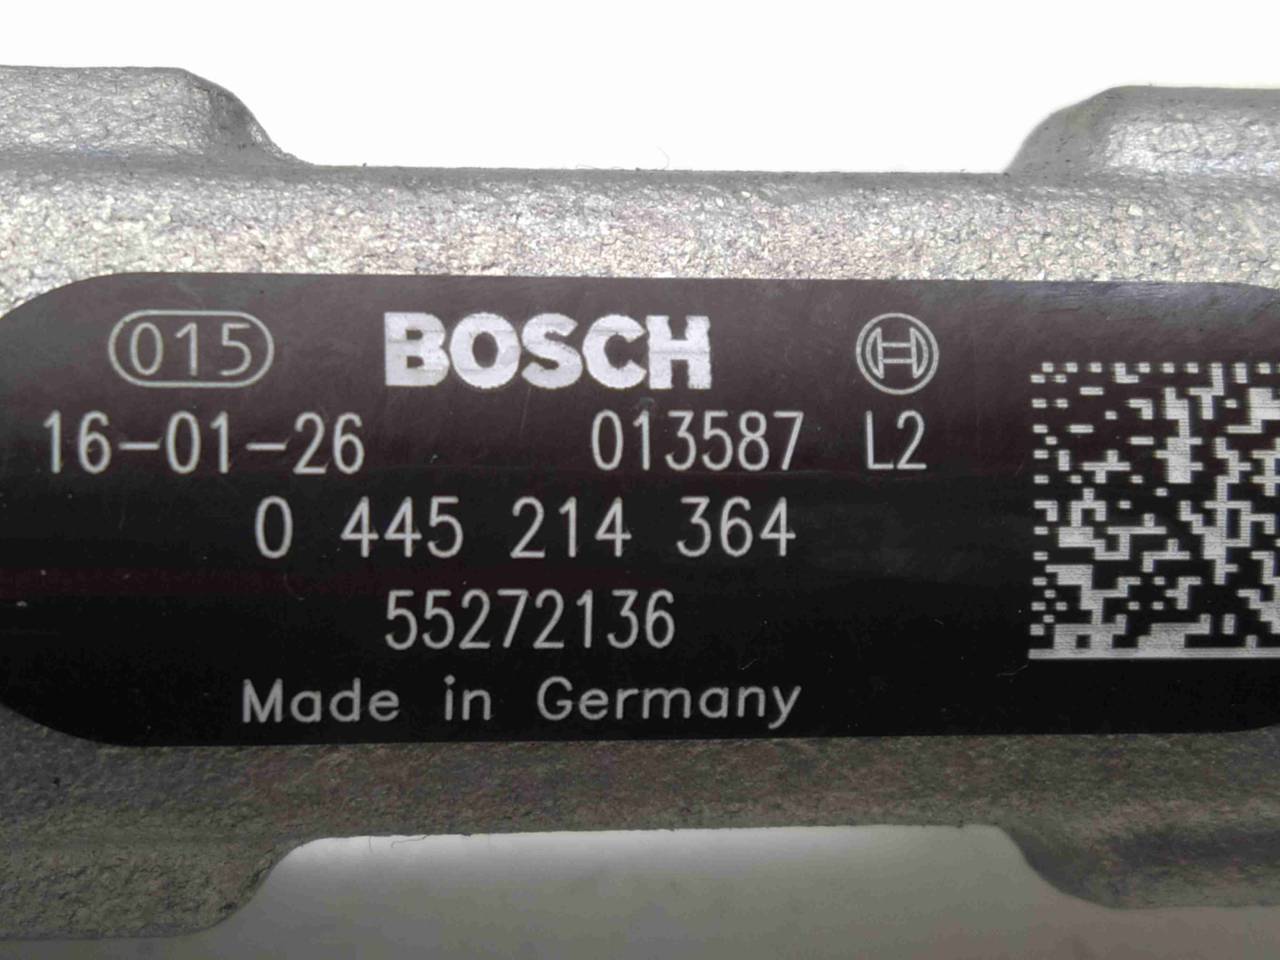 015 BOSCH
16-01-26 013587 L2
0 445 214 364
55272136
Made in Germany